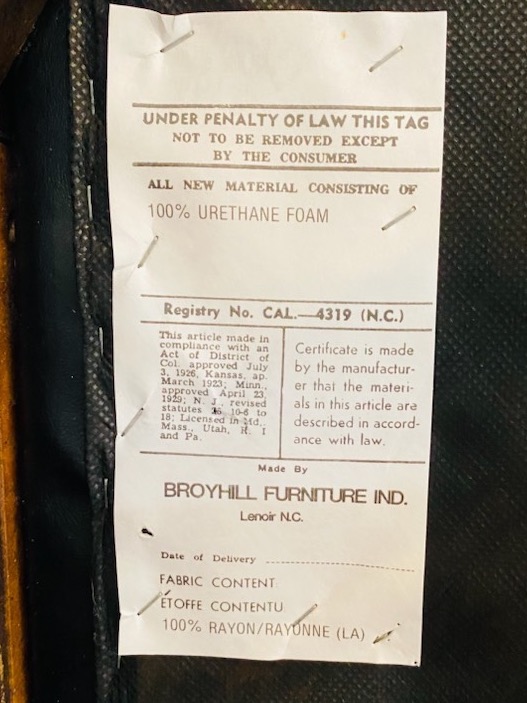 UNDER PENALTY OF LAW THIS TAG
NOT TO BE REMOVED EXCEPT
BY THE CONSUMER
ALL NEW MATERIAL CONSISTING OF
100% URETHANE FOAM
Registry No. CAL.—4319 (N.C.)
This article made in
compliance with an
Act of District of
Col. approved July
3, 1926, Kansas, ap.
March 1923; Minn.,
approved April 23,
1929; N. J., revised
statutes 26 10-6 to
18; Licensed in Md.,
Mass., Utah, R. I
and Pa.
Certificate is made
by the manufactur-
er that the materi-
als in this article are
described in accord-
ance with law.
Made By
BROYHILL FURNITURE IND.
Lenoir N.C.
Date of Delivery
FABRIC CONTENT
ÉTOFFE CONTENTU
100% RAYON/RAYONNE (LA)